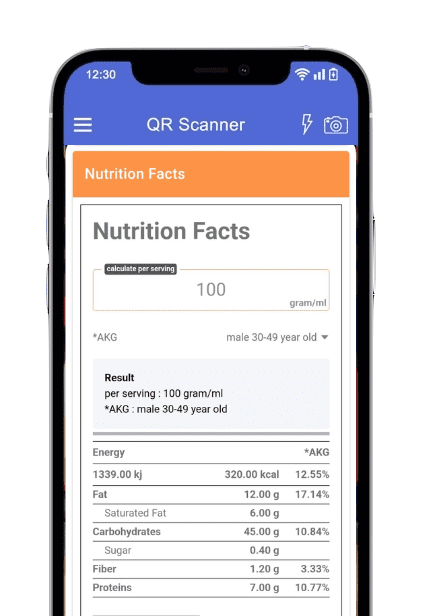 12:30
QR Scanner
Nutrition Facts
Nutrition Facts
calculate per serving
100
gram/ml
*AKG male 30-49 year old
Result
per serving : 100 gram/ml
*AKG : male 30-49 year old
Energy *AKG
1339.00 kj 320.00 kcal 12.55%
Fat 12.00 g 17.14%
Saturated Fat 6.00 g
Carbohydrates 45.00 g 10.84%
Sugar 0.40 g
Fiber 1.20 g 3.33%
Proteins 7.00 g 10.77%